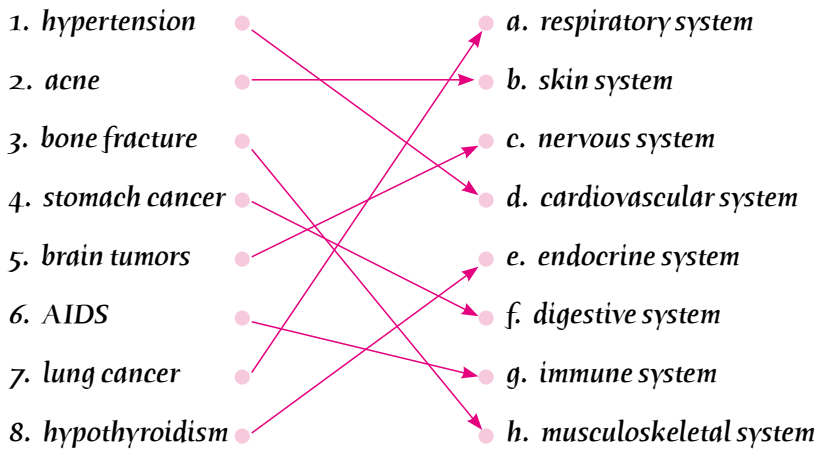 1. hypertension
2. acne
3. bone fracture
4. stomach cancer
5. brain tumors
6. AIDS
7. lung cancer
8. hypothyroidism
a. respiratory system
b. skin system
c. nervous system
d. cardiovascular system
e. endocrine system
f. digestive system
g. immune system
h. musculoskeletal system